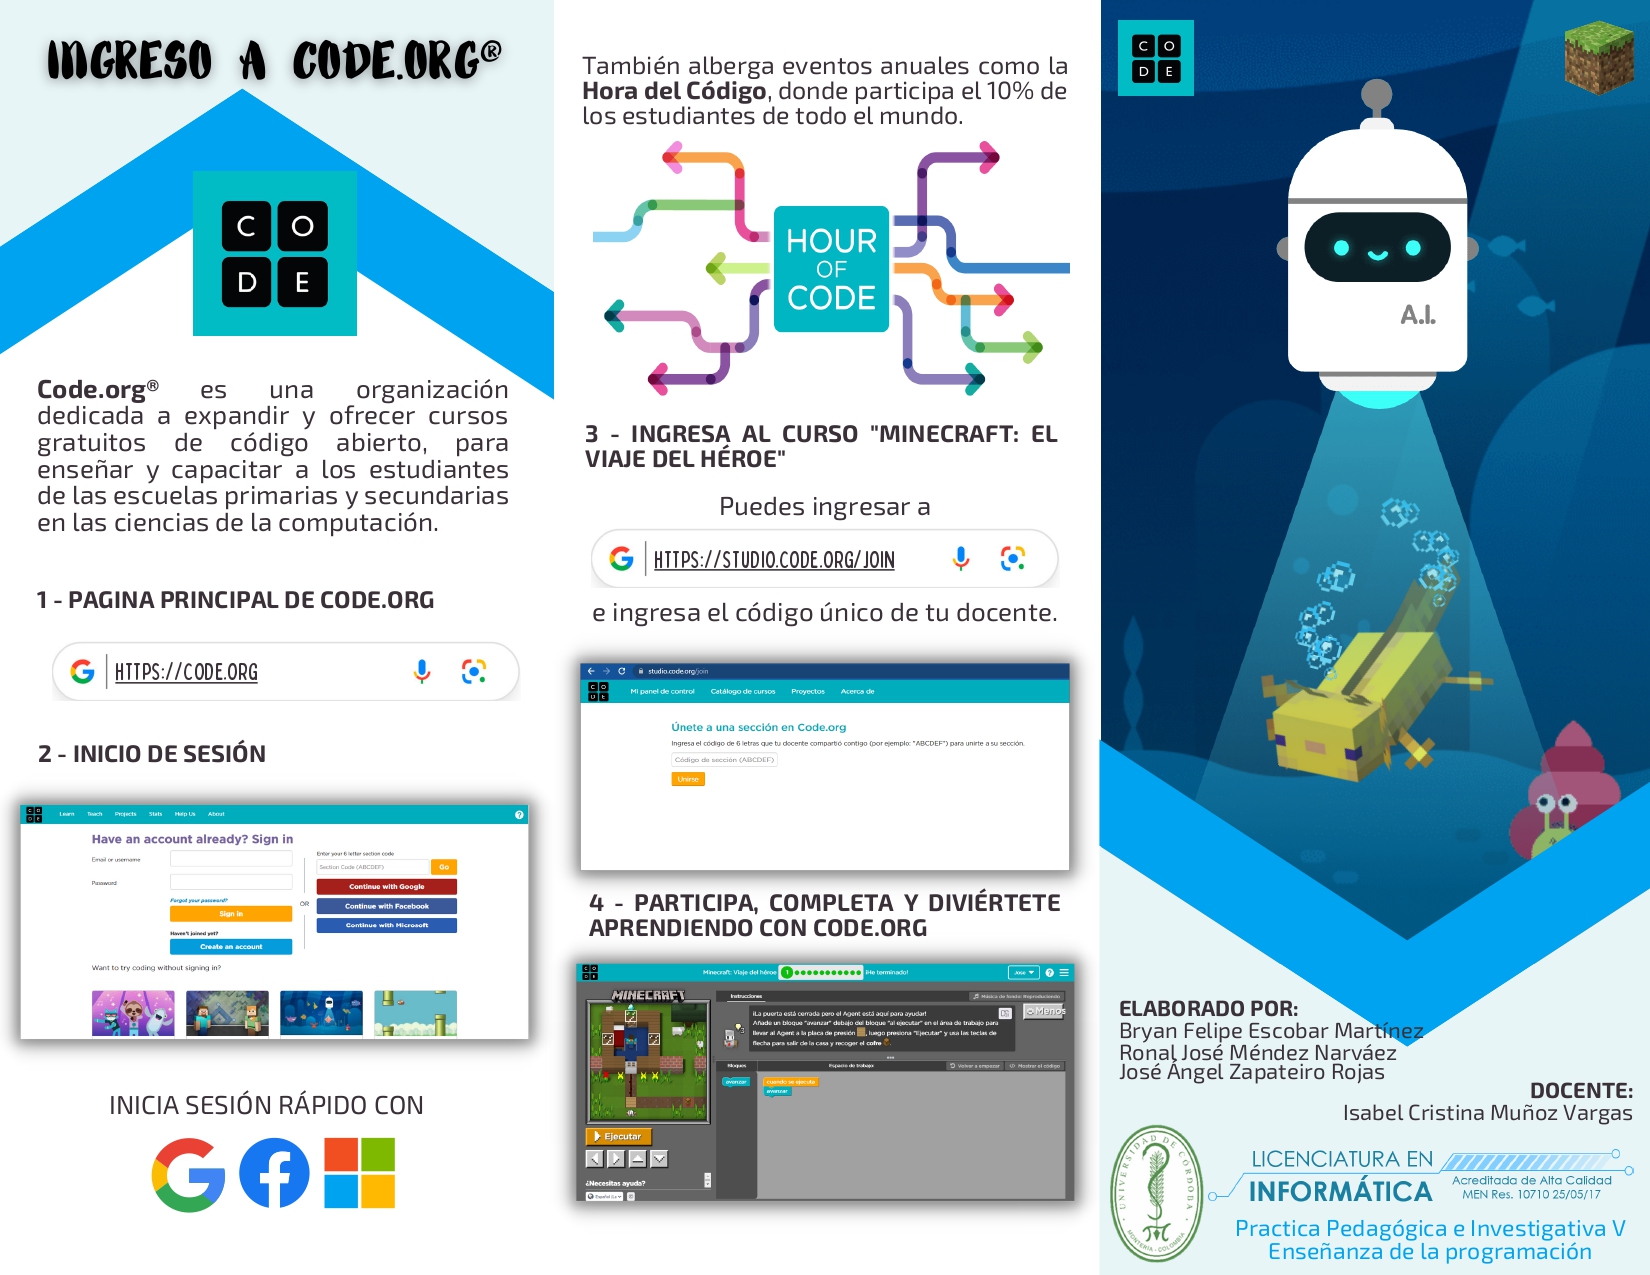 INGRESO A CODE.ORG®
C O
D E
Code.org® es una organización
dedicada a expandir y ofrecer cursos
gratuitos de código abierto, para
enseñar y capacitar a los estudiantes
de las escuelas primarias y secundarias
en las ciencias de la computación.
1 - PAGINA PRINCIPAL DE CODE.ORG
HTTPS://CODE.ORG
2 - INICIO DE SESIÓN
C O
D E
Learn Teach Projects Stats Help Us About
Have an account already? Sign in
Email or username
Password
Forgot your password?
Sign in
Haven't joined yet?
Create an account
OR
Enter your 6 letter section code
Section Code (ABCDEF) Go
Continue with Google
Continue with Facebook
Continue with Microsoft
Want to try coding without signing in?
INICIA SESIÓN RÁPIDO CON
También alberga eventos anuales como la
Hora del Código, donde participa el 10% de
los estudiantes de todo el mundo.
HOUR
OF
CODE
3 - INGRESA AL CURSO "MINECRAFT: EL
VIAJE DEL HÉROE"
Puedes ingresar a
HTTPS://STUDIO.CODE.ORG/JOIN
e ingresa el código único de tu docente.
studio.code.org/join
C O
D E
Mi panel de control Catálogo de cursos Proyectos Acerca de
Únete a una sección en Code.org
Ingresa el código de 6 letras que tu docente compartió contigo (por ejemplo: "ABCDEF") para unirte a su sección.
Código de sección (ABCDEF)
Unirse
4 - PARTICIPA, COMPLETA Y DIVIÉRTETE
APRENDIENDO CON CODE.ORG
C O
D E
Minecraft: Viaje del héroe 1 ¡He terminado! Jose
MINECRAFT
Instrucciones
Música de fondo: Reproduciendo
¡La puerta está cerrada pero el Agent está aquí para ayudar!
Añade un bloque "avanzar" debajo del bloque "al ejecutar" en el área de trabajo para
llevar al Agent a la placa de presión, luego presiona "Ejecutar" y usa las teclas de
flecha para salir de la casa y recoger el cofre
Menos
Bloques Espacio de trabajo: Volver a empezar Mostrar el código
avanzar
cuando se ejecuta
avanzar
Ejecutar
¿Necesitas ayuda?
C O
D E
A.I.
ELABORADO POR:
Bryan Felipe Escobar Martínez
Ronal José Méndez Narváez
José Ángel Zapateiro Rojas
DOCENTE:
Isabel Cristina Muñoz Vargas
UNIVERSIDAD DE CÓRDOBA
MONTERÍA - COLOMBIA
LICENCIATURA EN
INFORMÁTICA
Acreditada de Alta Calidad
MEN Res. 10710 25/05/17
Practica Pedagógica e Investigativa V
Enseñanza de la programación